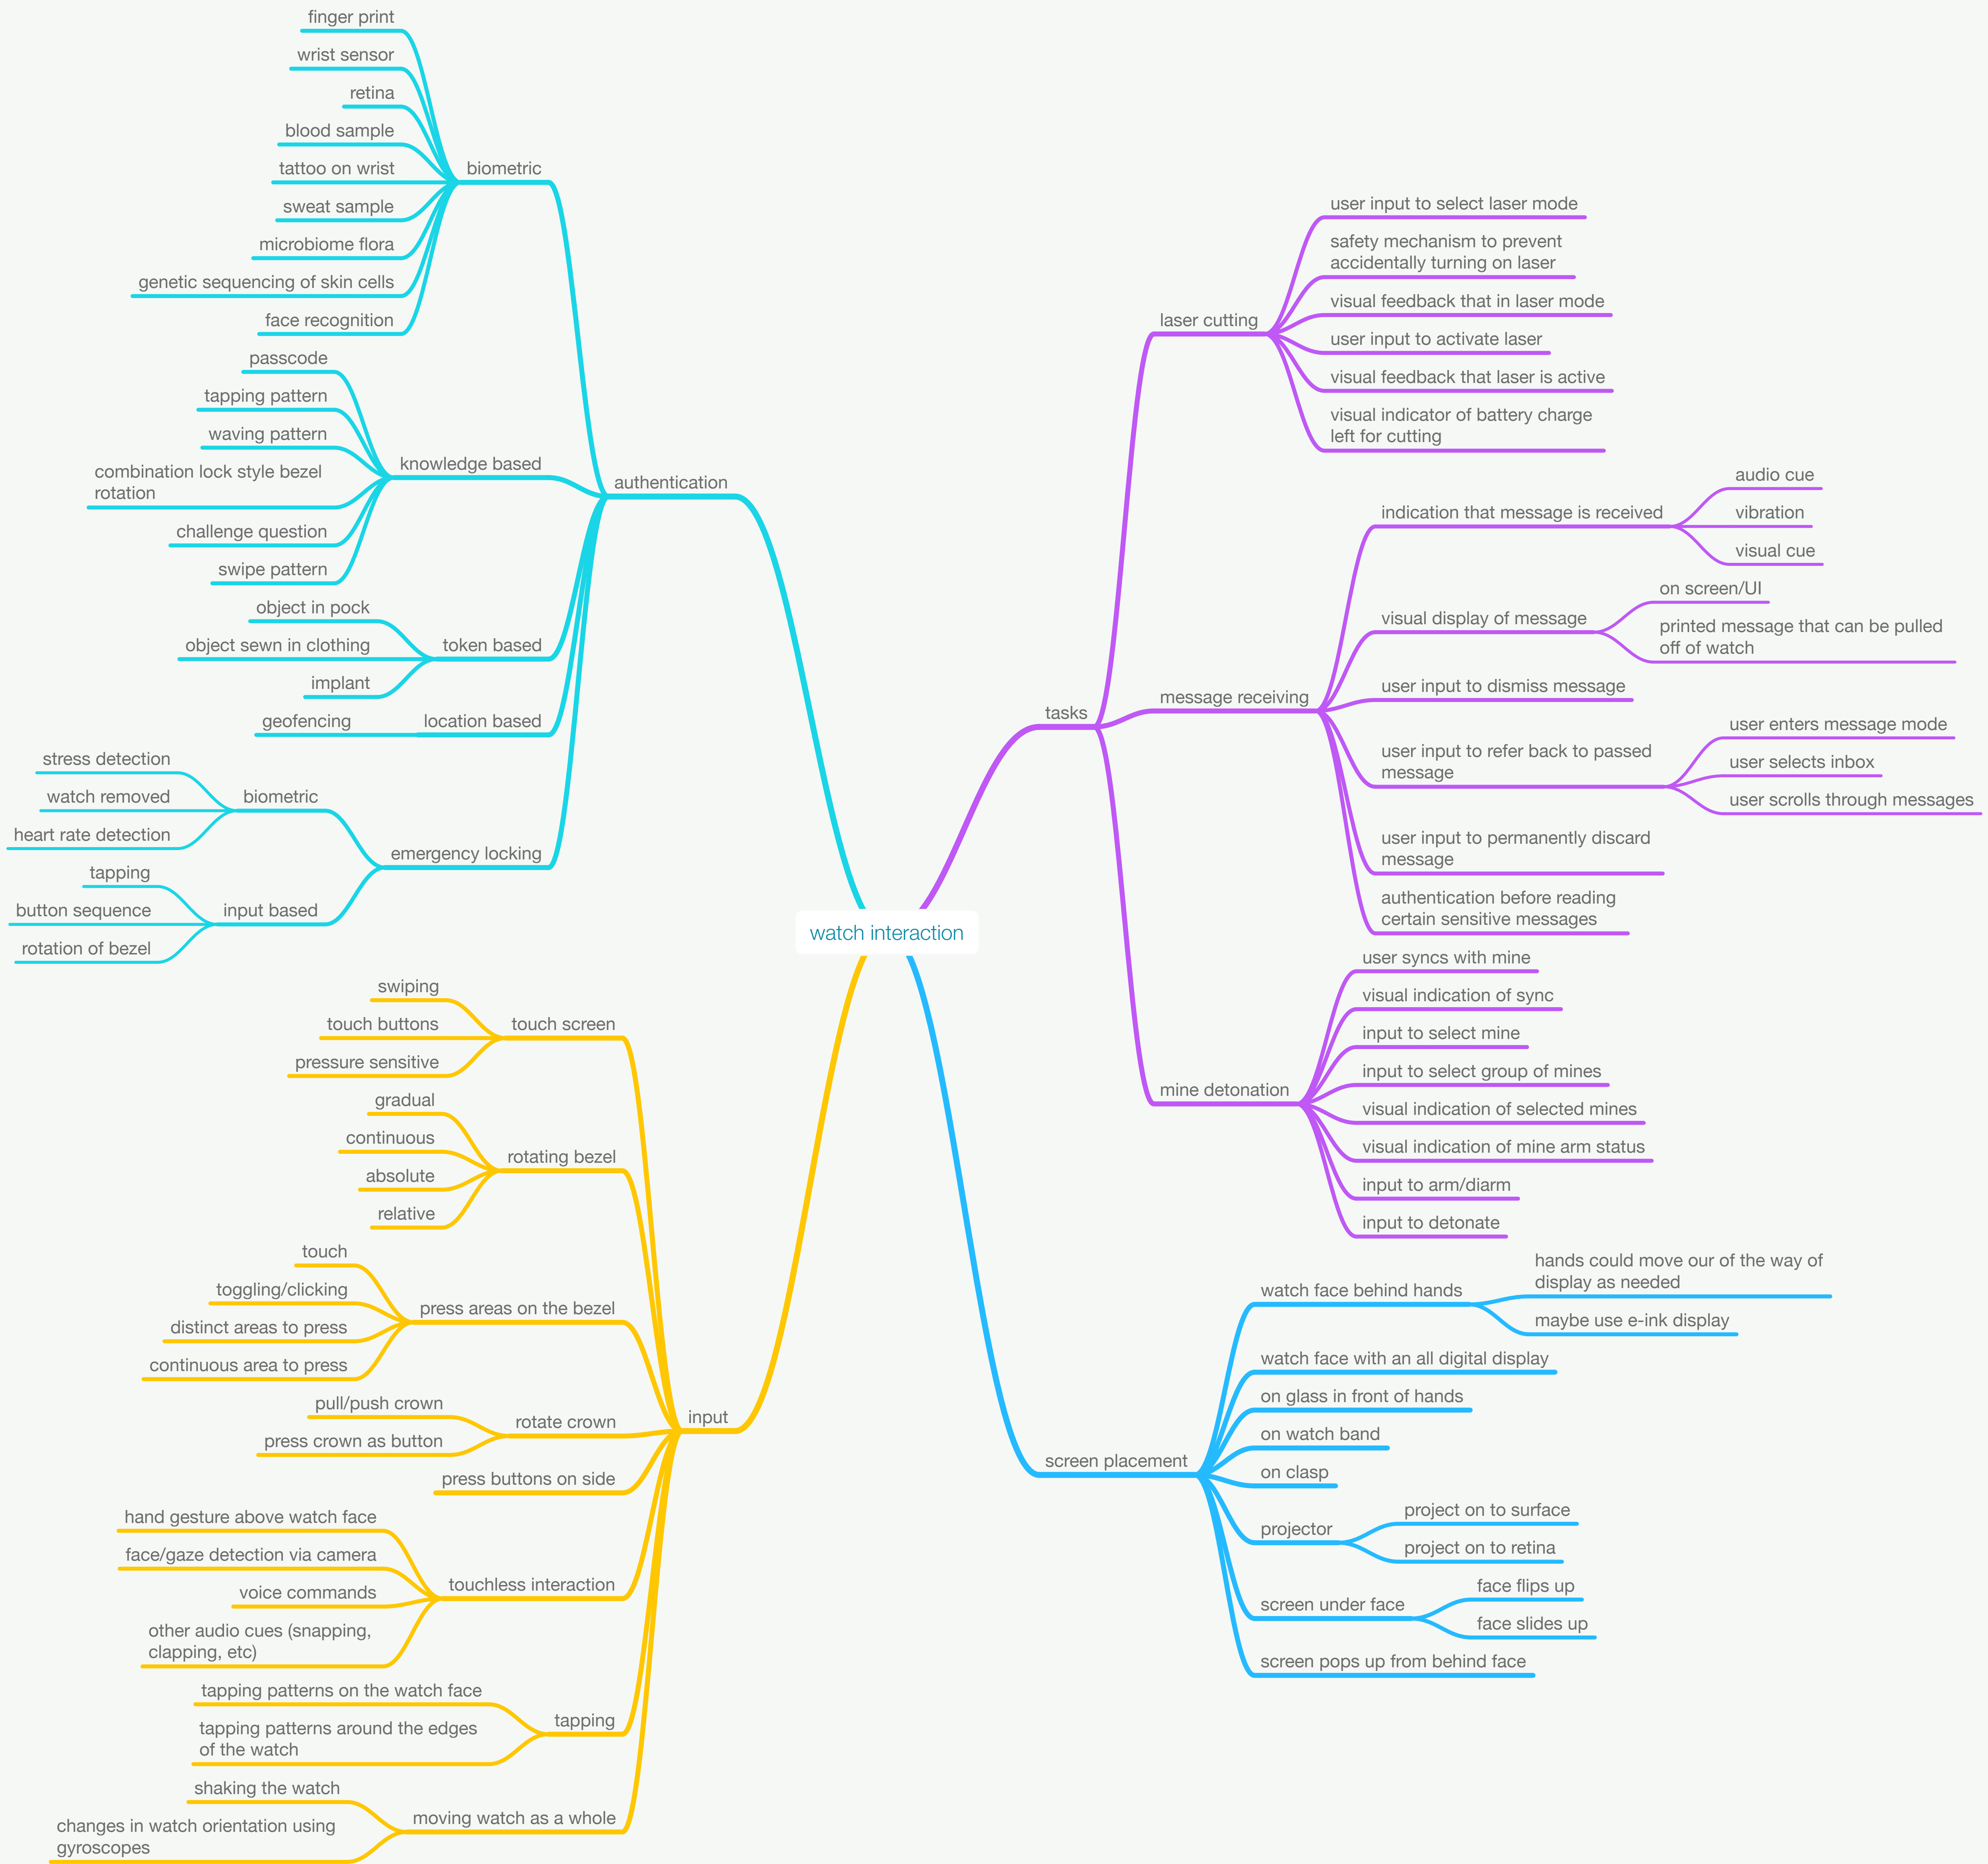 finger print
wrist sensor
retina
blood sample
tattoo on wrist
sweat sample
microbiome flora
genetic sequencing of skin cells
face recognition
biometric
passcode
tapping pattern
waving pattern
combination lock style bezel
rotation
challenge question
swipe pattern
knowledge based
object in pock
object sewn in clothing
implant
token based
geofencing
location based
stress detection
watch removed
heart rate detection
biometric
tapping
button sequence
rotation of bezel
input based
emergency locking
authentication
swiping
touch buttons
pressure sensitive
touch screen
gradual
continuous
absolute
relative
rotating bezel
touch
toggling/clicking
distinct areas to press
continuous area to press
press areas on the bezel
pull/push crown
press crown as button
rotate crown
press buttons on side
hand gesture above watch face
face/gaze detection via camera
voice commands
other audio cues (snapping,
clapping, etc)
touchless interaction
tapping patterns on the watch face
tapping patterns around the edges
of the watch
tapping
shaking the watch
changes in watch orientation using
gyroscopes
moving watch as a whole
input
watch interaction
tasks
laser cutting
user input to select laser mode
safety mechanism to prevent
accidentally turning on laser
visual feedback that in laser mode
user input to activate laser
visual feedback that laser is active
visual indicator of battery charge
left for cutting
message receiving
indication that message is received
audio cue
vibration
visual cue
visual display of message
on screen/UI
printed message that can be pulled
off of watch
user input to dismiss message
user input to refer back to passed
message
user enters message mode
user selects inbox
user scrolls through messages
user input to permanently discard
message
authentication before reading
certain sensitive messages
mine detonation
user syncs with mine
visual indication of sync
input to select mine
input to select group of mines
visual indication of selected mines
visual indication of mine arm status
input to arm/diarm
input to detonate
screen placement
watch face behind hands
hands could move our of the way of
display as needed
maybe use e-ink display
watch face with an all digital display
on glass in front of hands
on watch band
on clasp
projector
project on to surface
project on to retina
screen under face
face flips up
face slides up
screen pops up from behind face